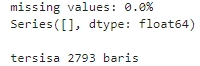 missing values: 0.0%
Series([], dtype: float64)
tersisa 2793 baris